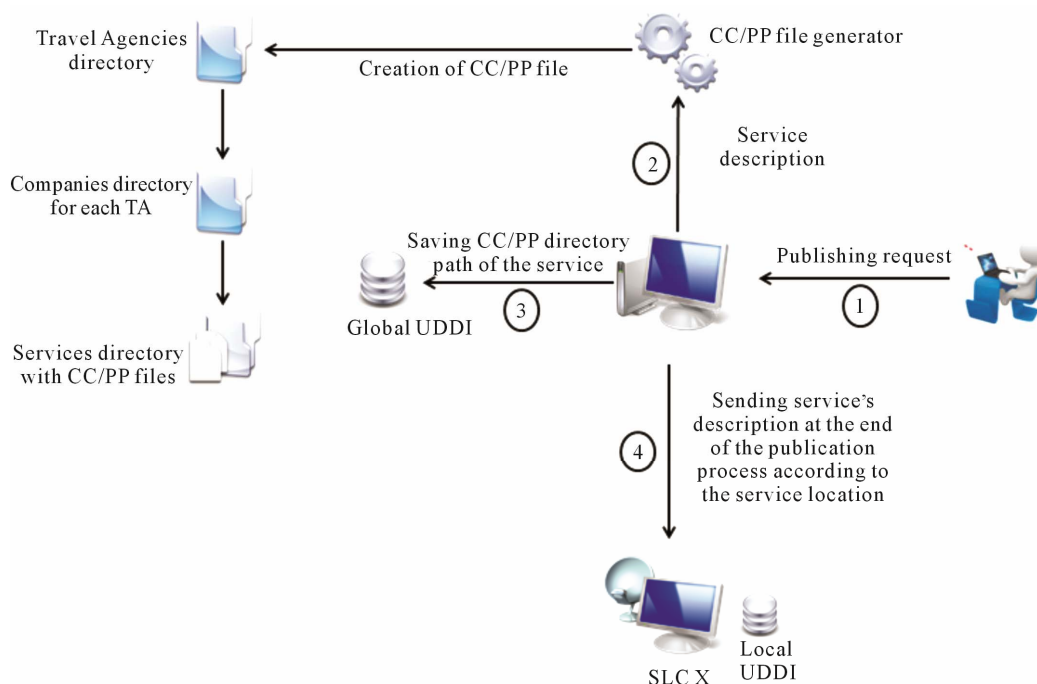 Travel Agencies
directory
CC/PP file generator
Creation of CC/PP file
2
Service
description
Companies directory
for each TA
Saving CC/PP directory
path of the service
3
Global UDDI
Publishing request
1
Services directory
with CC/PP files
4
Sending service’s
description at the end
of the publication
process according to
the service location
SLC X
Local
UDDI